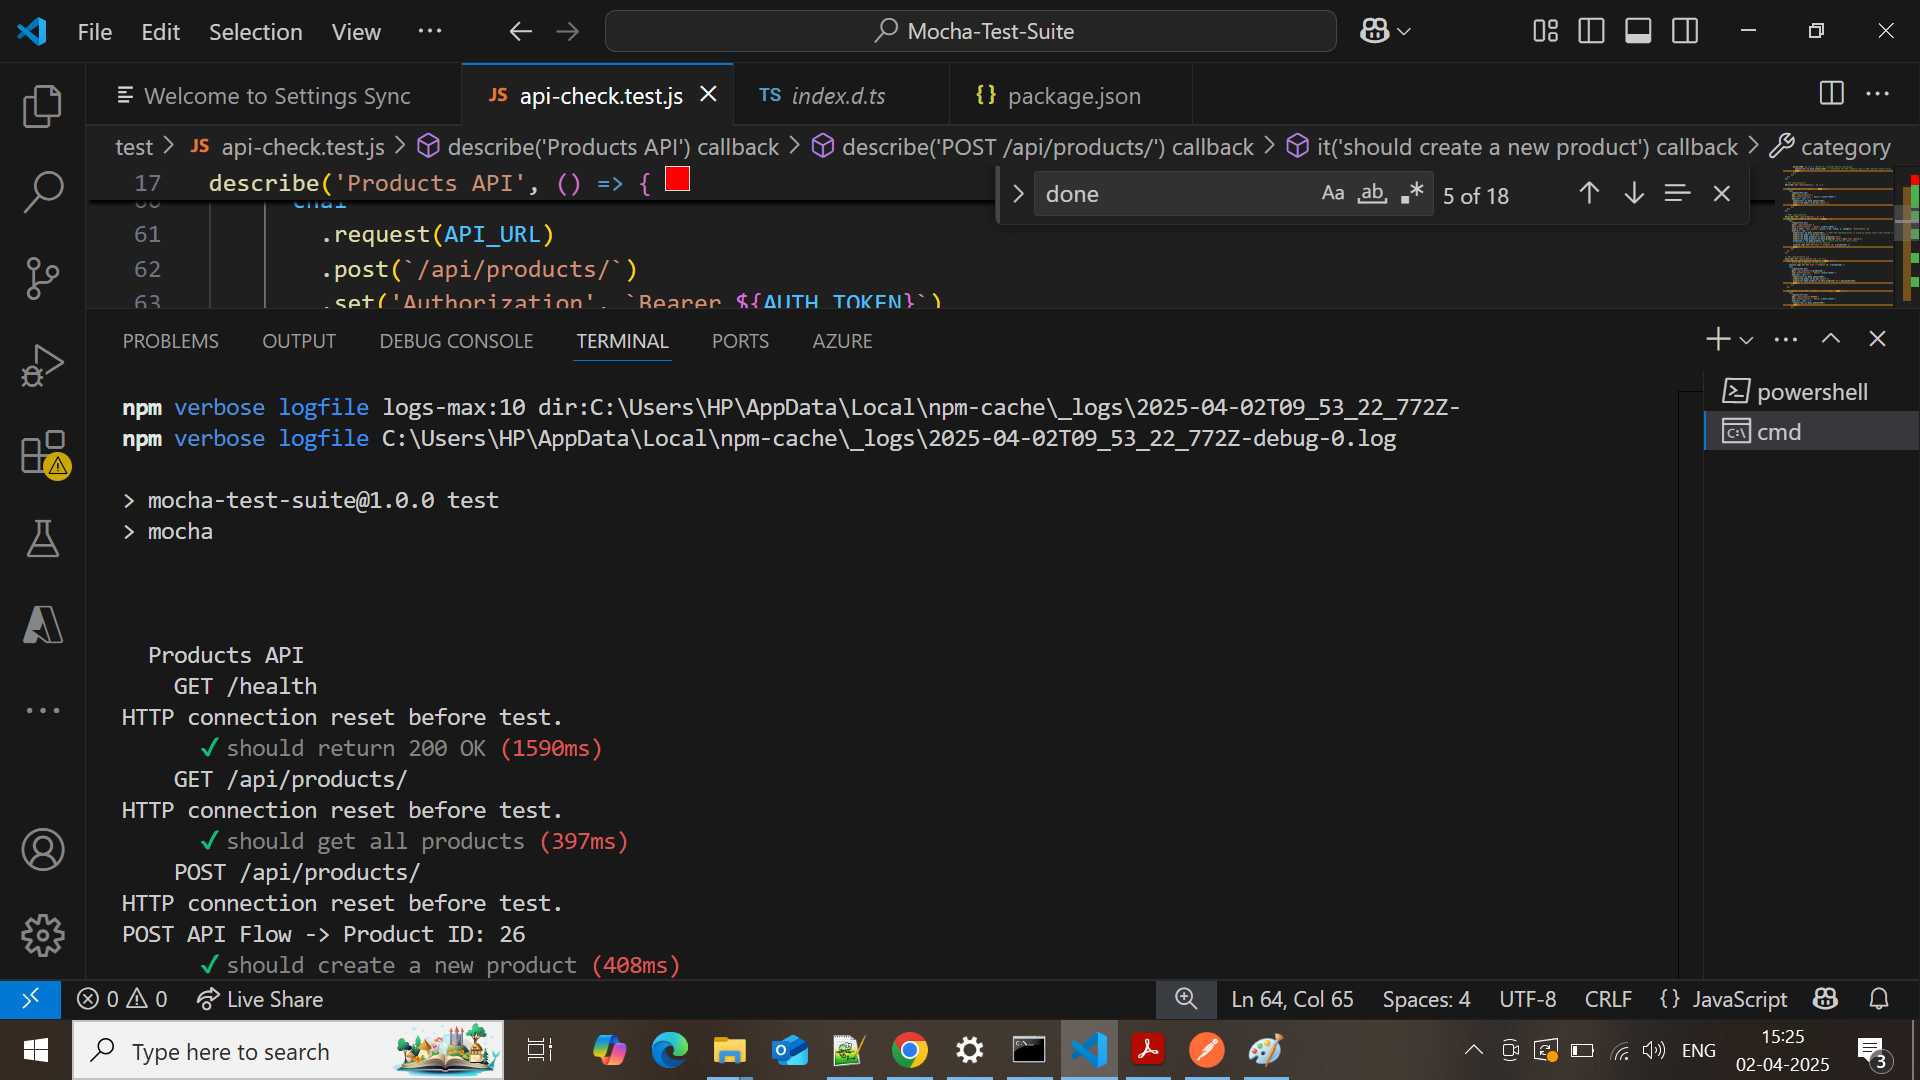 File Edit Selection View ··· Mocha-Test-Suite
Welcome to Settings Sync JS api-check.test.js TS index.d.ts {} package.json
test > JS api-check.test.js > describe('Products API') callback > describe('POST /api/products/') callback > it('should create a new product') callback > category
17 describe('Products API', () => {
done Aa ab .* 5 of 18
60 chai
61 .request(API_URL)
62 .post(`/api/products/`)
63 .set('Authorization', `Bearer ${AUTH_TOKEN}`)
PROBLEMS OUTPUT DEBUG CONSOLE TERMINAL PORTS AZURE
powershell
cmd
npm verbose logfile logs-max:10 dir:C:\Users\HP\AppData\Local\npm-cache\_logs\2025-04-02T09_53_22_772Z-
npm verbose logfile C:\Users\HP\AppData\Local\npm-cache\_logs\2025-04-02T09_53_22_772Z-debug-0.log
> mocha-test-suite@1.0.0 test
> mocha
Products API
GET /health
HTTP connection reset before test.
✓ should return 200 OK (1590ms)
GET /api/products/
HTTP connection reset before test.
✓ should get all products (397ms)
POST /api/products/
HTTP connection reset before test.
POST API Flow -> Product ID: 26
✓ should create a new product (408ms)
0 0 Live Share Ln 64, Col 65 Spaces: 4 UTF-8 CRLF {} JavaScript
Type here to search ENG 15:25
02-04-2025 3